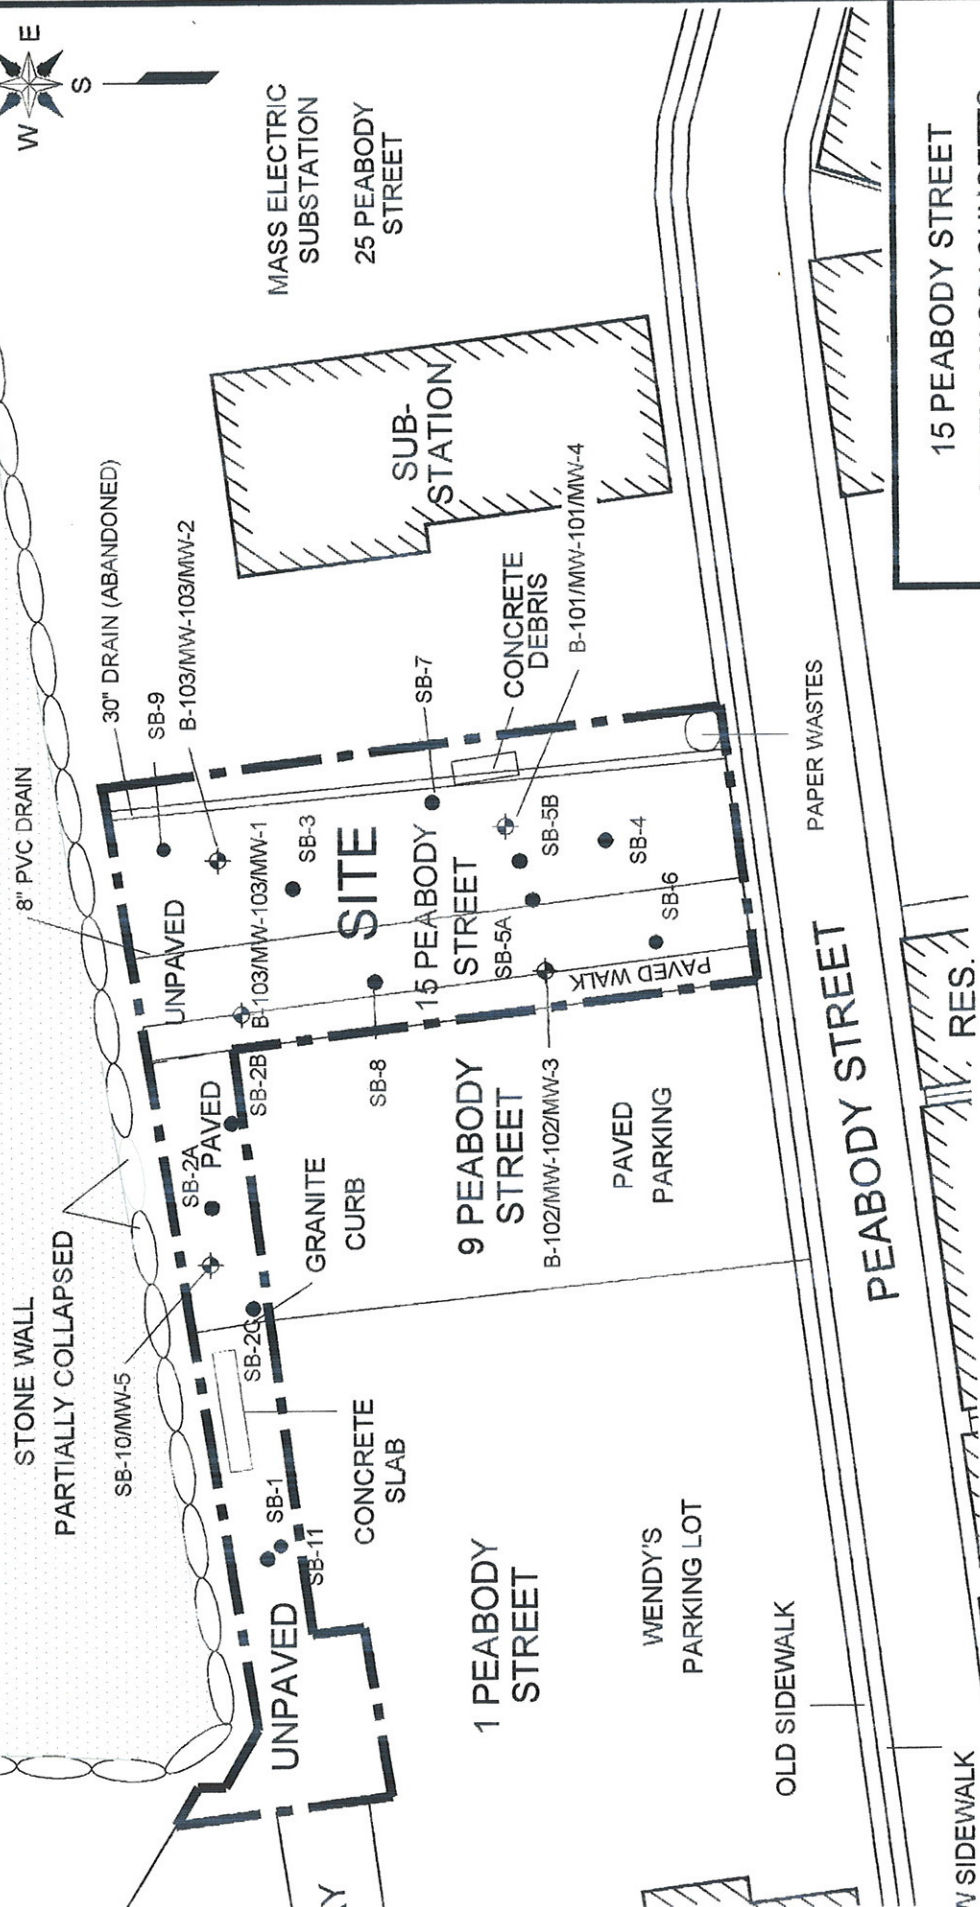 E
S
W
MASS ELECTRIC
SUBSTATION
25 PEABODY
STREET
SUB-
STATION
30" DRAIN (ABANDONED)
SB-9
B-103/MW-103/MW-2
8" PVC DRAIN
SB-7
CONCRETE
DEBRIS
B-101/MW-101/MW-4
PAPER WASTES
UNPAVED
B-103/MW-103/MW-1
SB-3
SITE
15 PEABODY
STREET
SB-5B
SB-4
SB-5A
SB-6
PAVED WALK
STONE WALL
PARTIALLY COLLAPSED
SB-10/MW-5
SB-2A
PAVED
SB-2B
SB-8
SB-2C
GRANITE
CURB
9 PEABODY
STREET
B-102/MW-102/MW-3
PAVED
PARKING
PEABODY STREET
RES.
15 PEABODY STREET
SB-1
SB-11
CONCRETE
SLAB
UNPAVED
1 PEABODY
STREET
WENDY'S
PARKING LOT
OLD SIDEWALK
W SIDEWALK